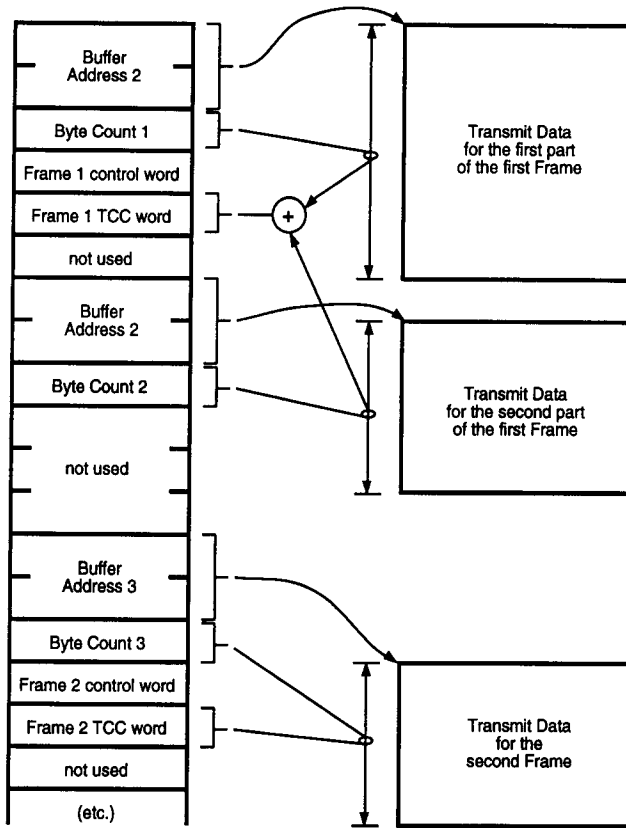 Buffer
Address 2
Byte Count 1
Frame 1 control word
Frame 1 TCC word
not used
Buffer
Address 2
Byte Count 2
not used
Buffer
Address 3
Byte Count 3
Frame 2 control word
Frame 2 TCC word
not used
(etc.)
+
Transmit Data
for the first part
of the first Frame
Transmit Data
for the second part
of the first Frame
Transmit Data
for the
second Frame